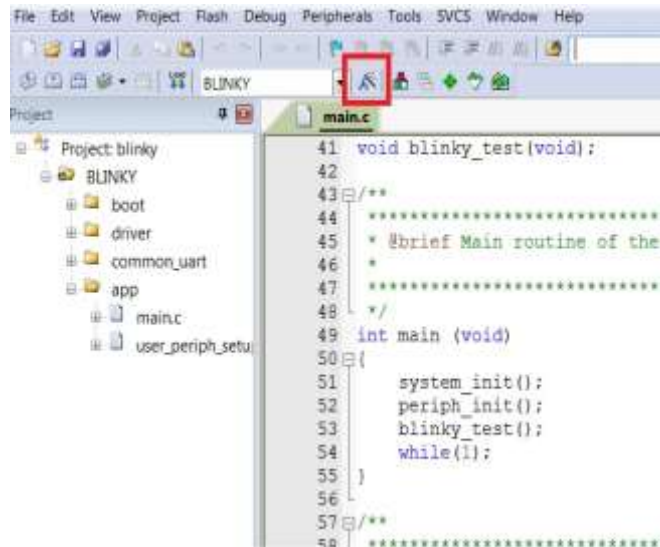 File Edit View Project Flash Debug Peripherals Tools SVCS Window Help
BLINKY
Project
main.c
Project: blinky
BLINKY
boot
driver
common_uart
app
main.c
user_periph_setu
41 void blinky_test(void);
42
43 /**
44 ******************************
45 * @brief Main routine of the
46 *
47 ******************************
48 */
49 int main (void)
50 {
51 system_init();
52 periph_init();
53 blinky_test();
54 while(1);
55 }
56
57 /**
58 ******************************